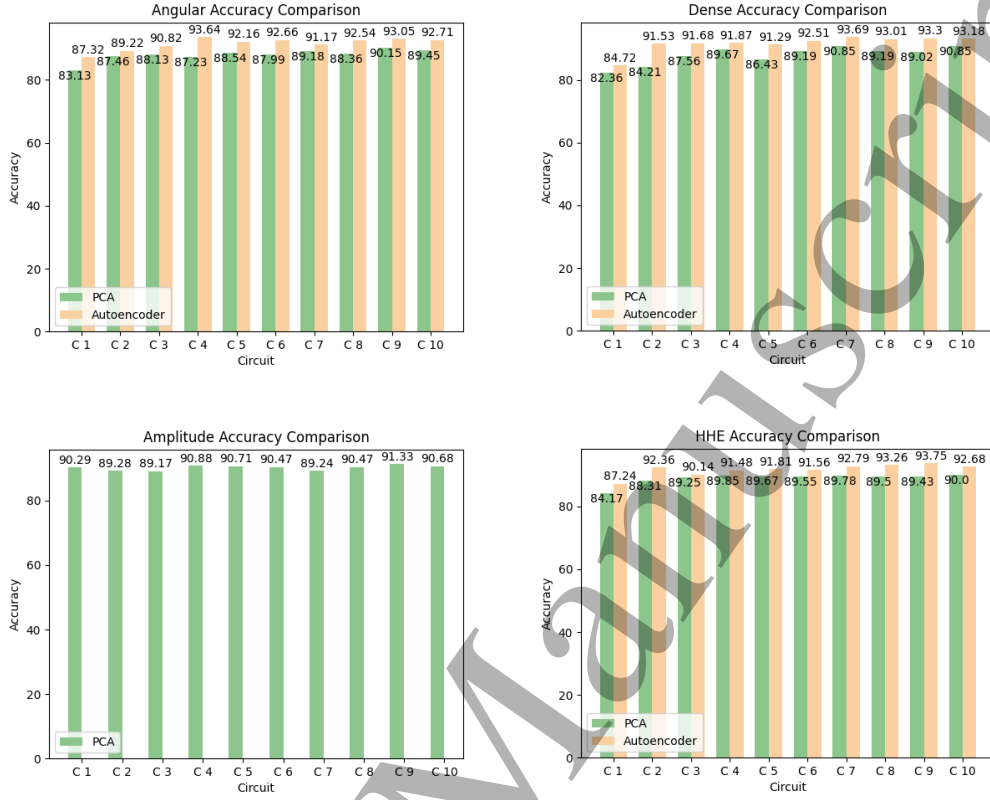 Angular Accuracy Comparison
87.32 89.22 90.82 93.64 92.16 92.66 91.17 92.54 93.05 92.71
83.13 87.46 88.13 87.23 88.54 87.99 89.18 88.36 90.15 89.45
80
60
40
20
0
Accuracy
PCA
Autoencoder
C 1 C 2 C 3 C 4 C 5 C 6 C 7 C 8 C 9 C 10
Circuit
Dense Accuracy Comparison
84.72 91.53 91.68 91.87 91.29 92.51 93.69 93.01 93.3 93.18
82.36 84.21 87.56 89.67 86.43 89.19 90.85 89.19 89.02 90.85
80
60
40
20
0
Accuracy
PCA
Autoencoder
C 1 C 2 C 3 C 4 C 5 C 6 C 7 C 8 C 9 C 10
Circuit
Amplitude Accuracy Comparison
90.29 89.28 89.17 90.88 90.71 90.47 89.24 90.47 91.33 90.68
80
60
40
20
0
Accuracy
PCA
C 1 C 2 C 3 C 4 C 5 C 6 C 7 C 8 C 9 C 10
Circuit
HHE Accuracy Comparison
87.24 92.36 90.14 91.48 91.81 91.56 92.79 93.26 93.75 92.68
84.17 88.31 89.25 89.85 89.67 89.55 89.78 89.5 89.43 90.0
80
60
40
20
0
Accuracy
PCA
Autoencoder
C 1 C 2 C 3 C 4 C 5 C 6 C 7 C 8 C 9 C 10
Circuit
Manuscri